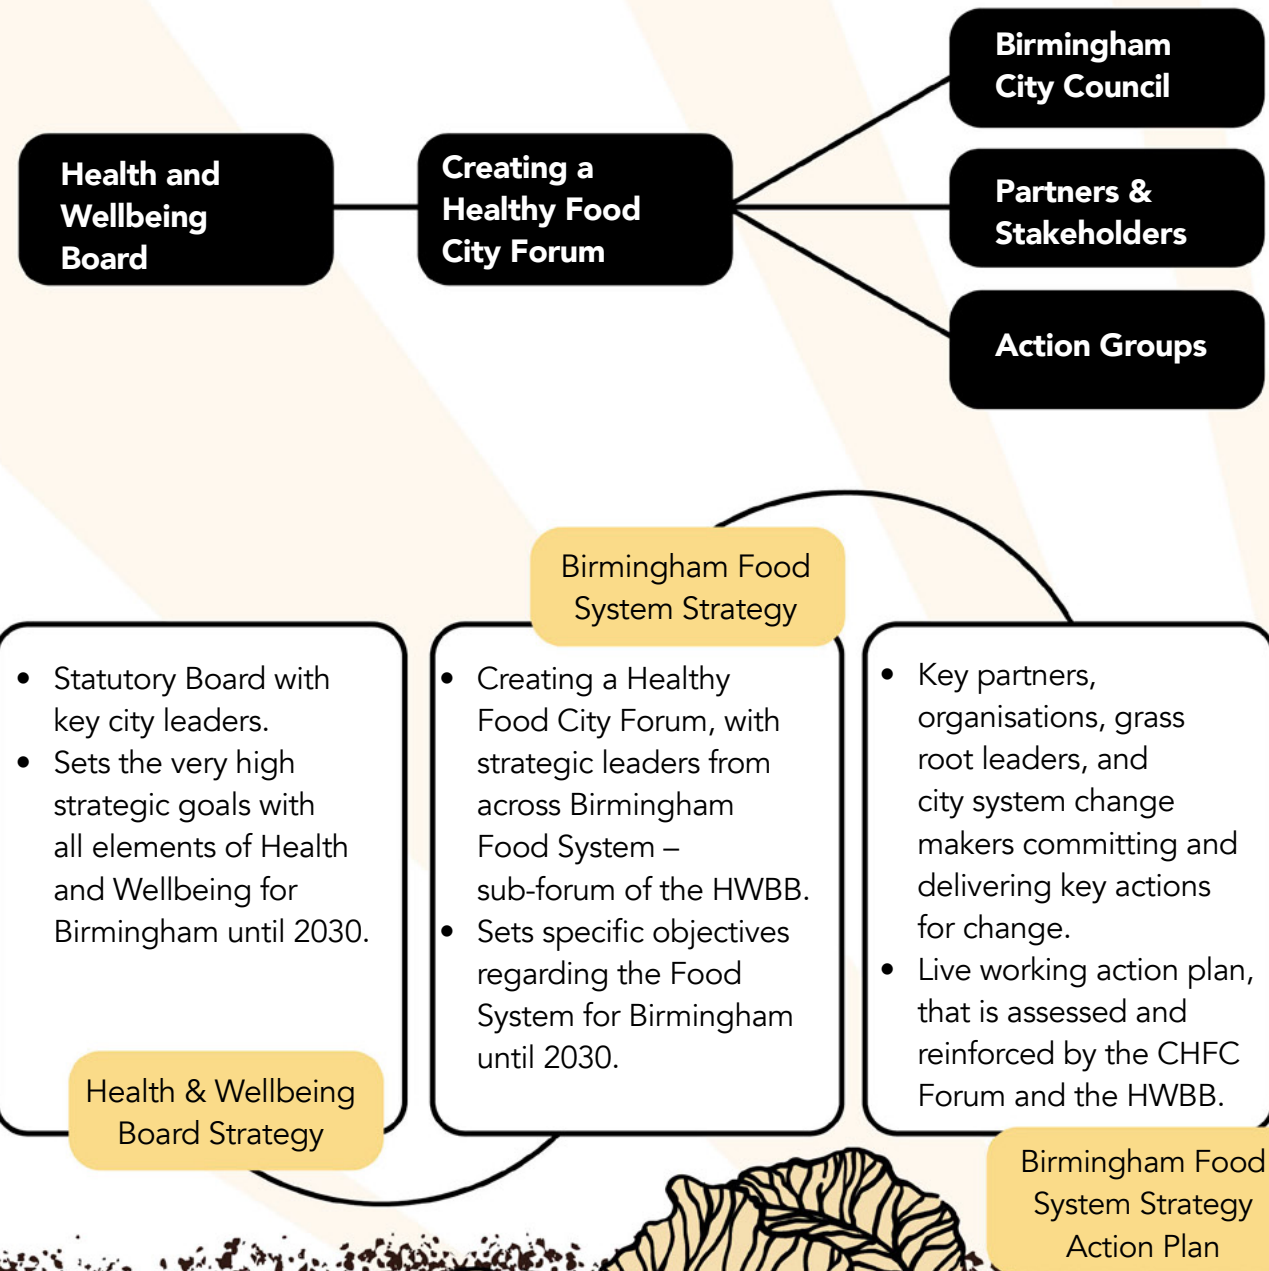 Health and
Wellbeing
Board
Creating a
Healthy Food
City Forum
Birmingham
City Council
Partners &
Stakeholders
Action Groups
• Statutory Board with
key city leaders.
• Sets the very high
strategic goals with
all elements of Health
and Wellbeing for
Birmingham until 2030.
Health & Wellbeing
Board Strategy
Birmingham Food
System Strategy
• Creating a Healthy
Food City Forum, with
strategic leaders from
across Birmingham
Food System –
sub-forum of the HWBB.
• Sets specific objectives
regarding the Food
System for Birmingham
until 2030.
• Key partners,
organisations, grass
root leaders, and
city system change
makers committing and
delivering key actions
for change.
• Live working action plan,
that is assessed and
reinforced by the CHFC
Forum and the HWBB.
Birmingham Food
System Strategy
Action Plan